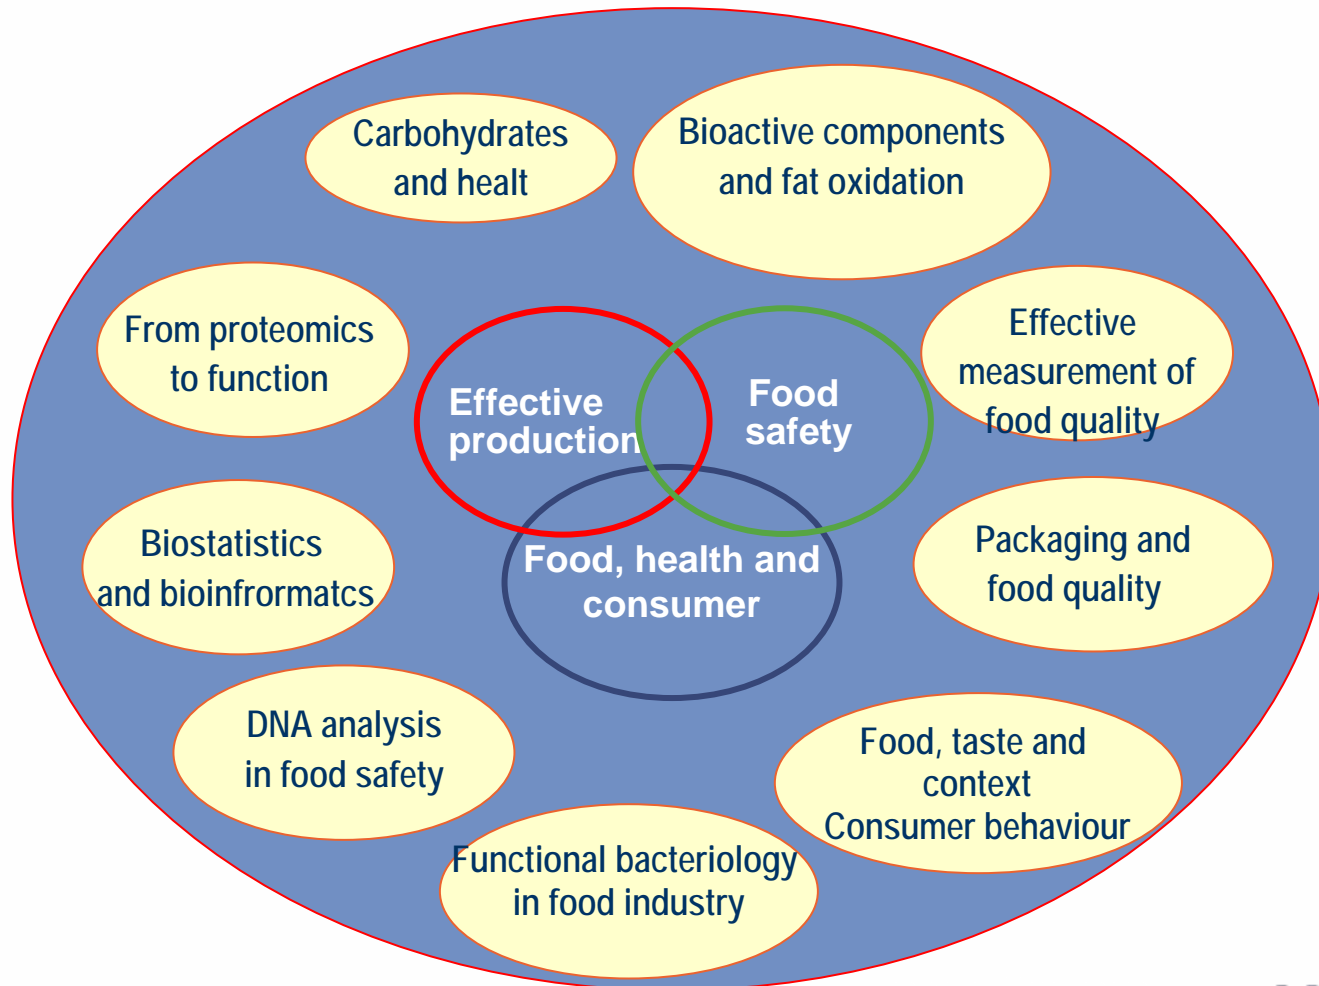 Carbohydrates
and healt
Bioactive components
and fat oxidation
From proteomics
to function
Effective
measurement of
food quality
Effective
production
Food
safety
Food, health and
consumer
Biostatistics
and bioinfrormatcs
Packaging and
food quality
DNA analysis
in food safety
Food, taste and
context
Consumer behaviour
Functional bacteriology
in food industry